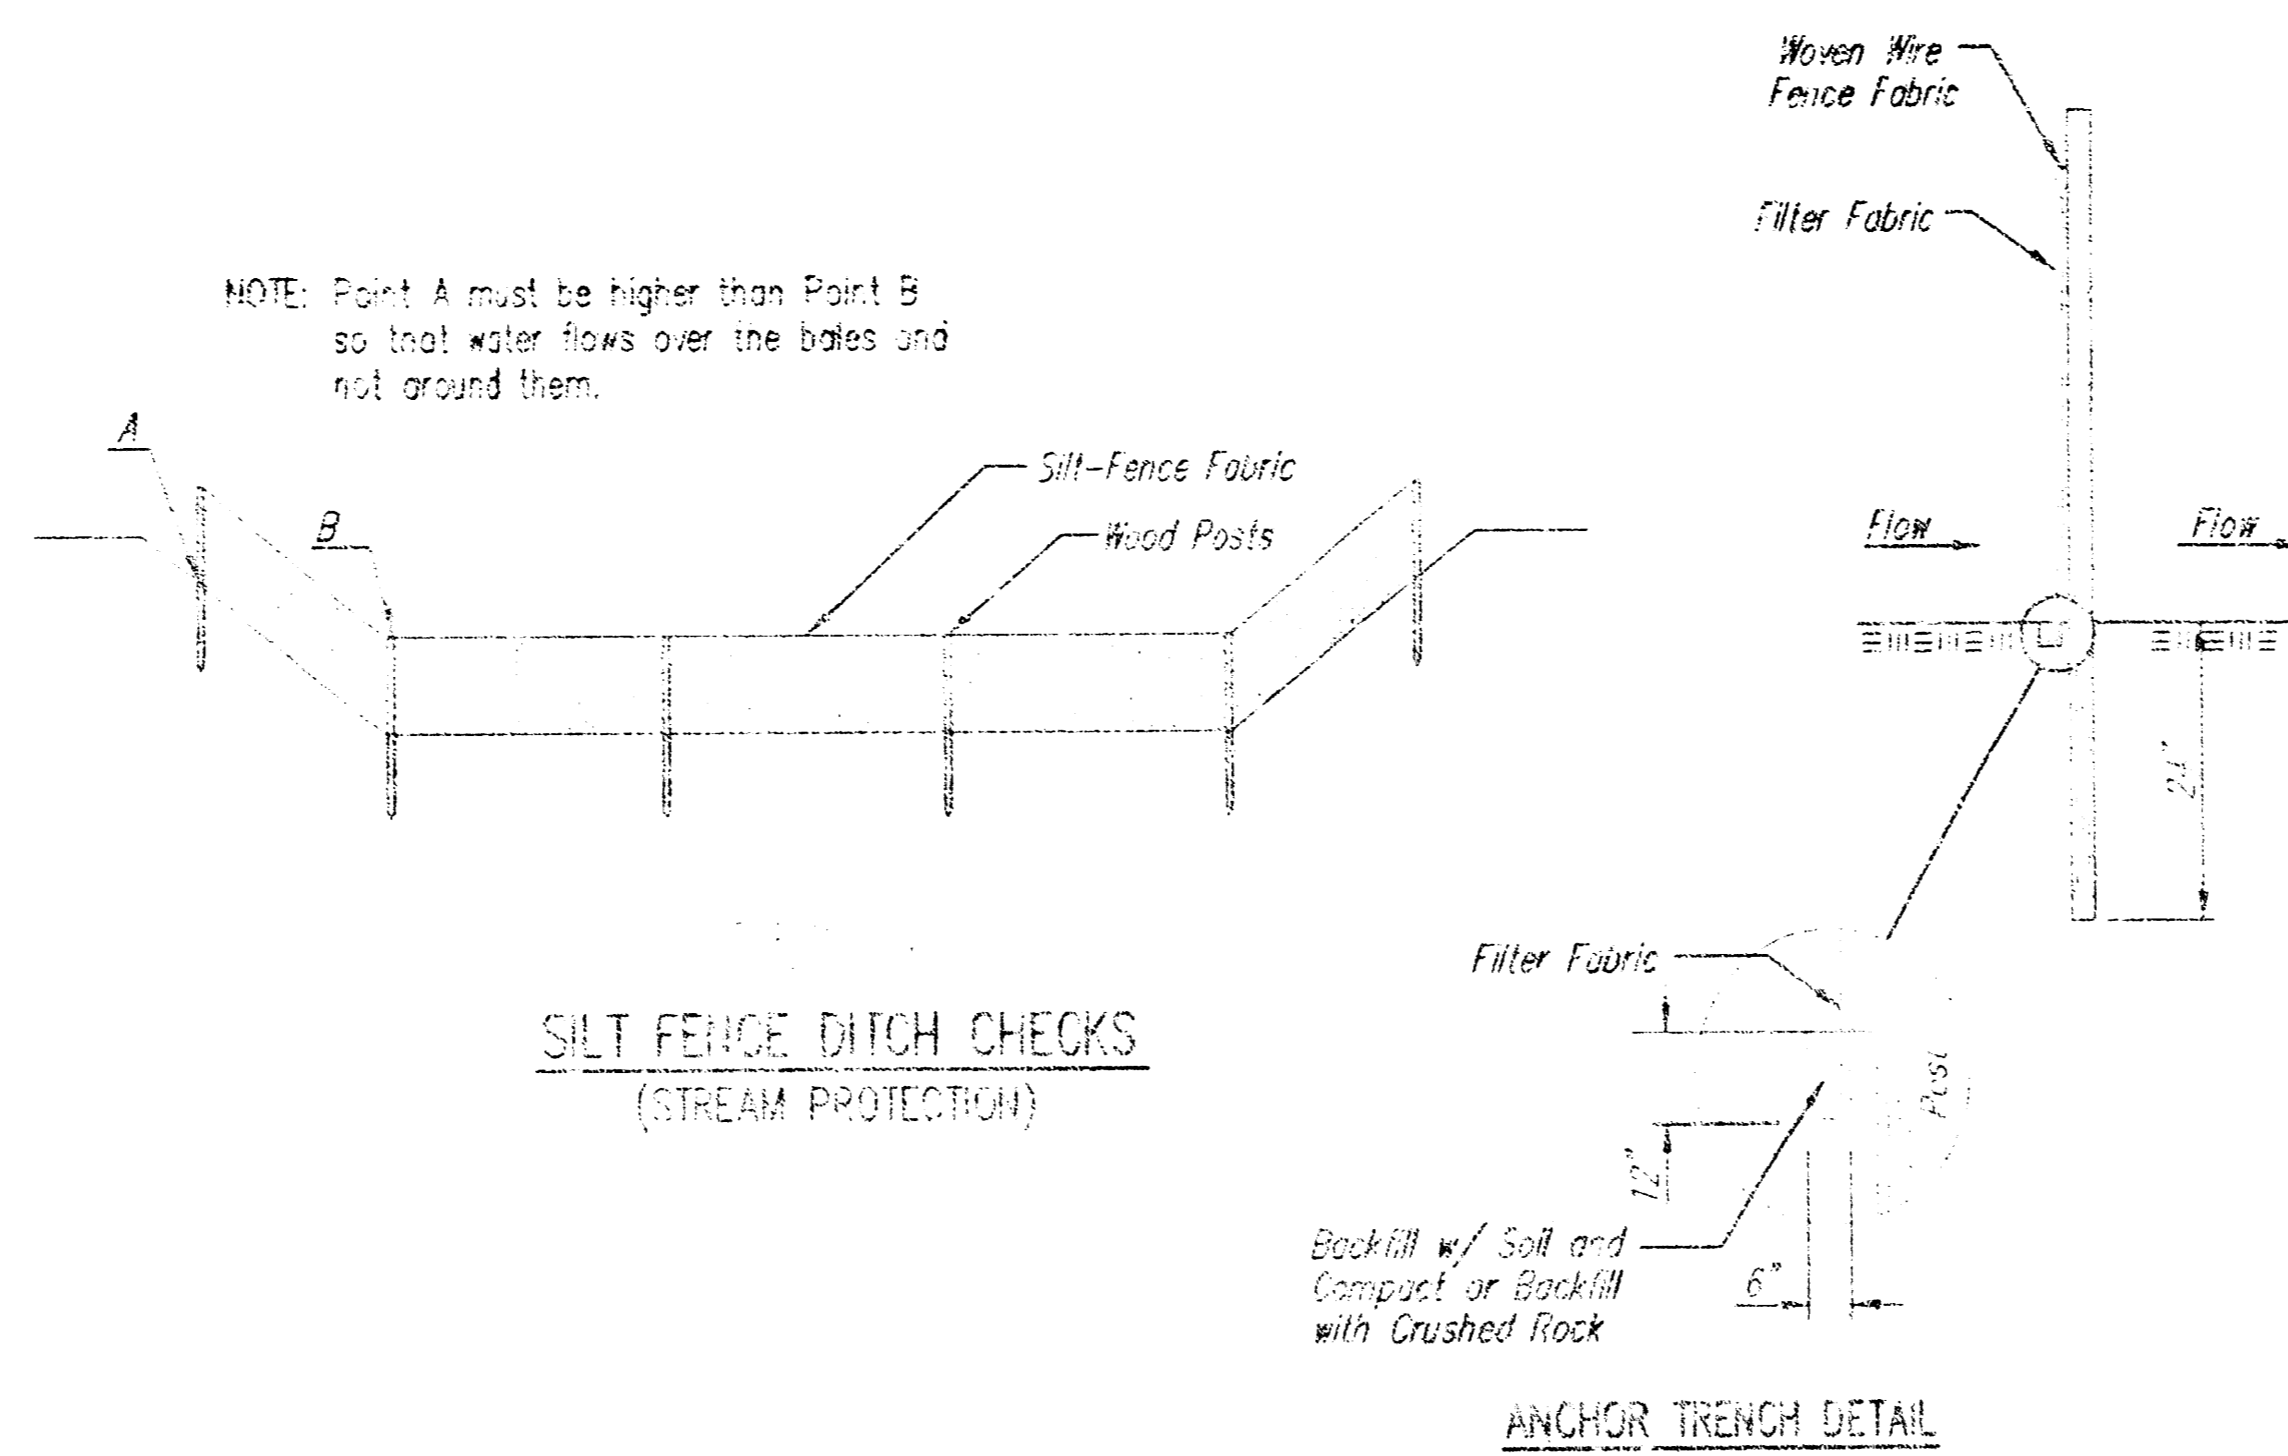 Woven Wire
Fence Fabric
Filter Fabric
NOTE: Point A must be higher than Point B
so that water flows over the bales and
not around them.
A
B
Silt-Fence Fabric
Wood Posts
Flow
Flow
24"
Filter Fabric
Post
12"
Backfill w/ Soil and
Compact or Backfill
with Crushed Rock
6"
SILT FENCE DITCH CHECKS
(STREAM PROTECTION)
ANCHOR TRENCH DETAIL